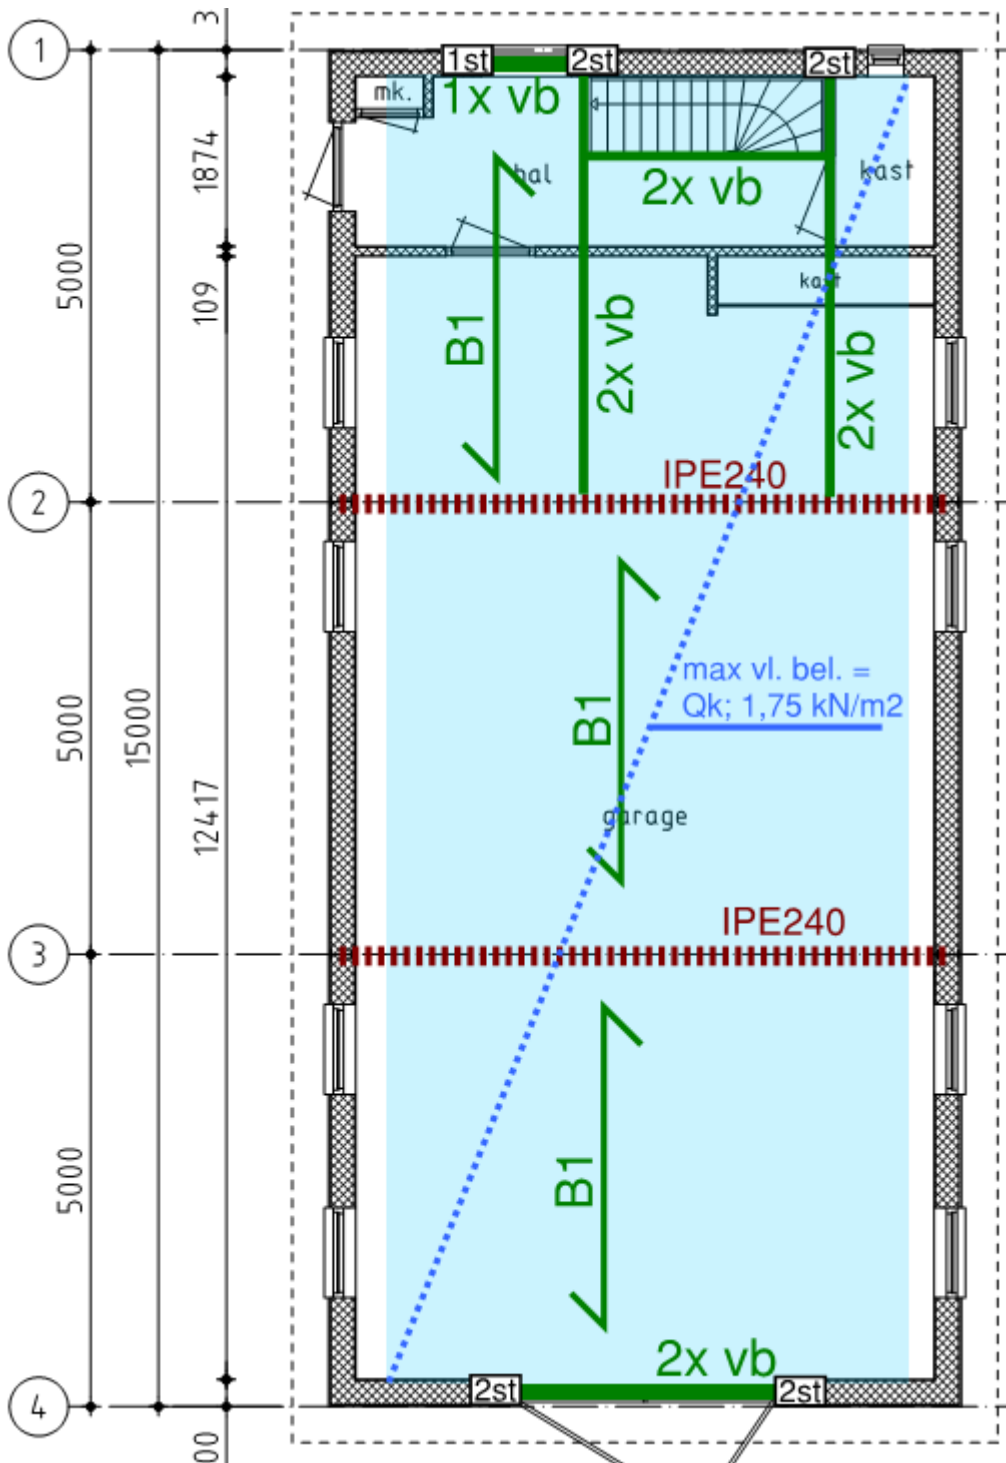 3
1
1st
2st
2st
mk.
1x vb
hal
2x vb
kast
1874
5000
109
kast
B1
2x vb
2x vb
IPE240
2
max vl. bel. =
Qk; 1,75 kN/m2
B1
5000
15000
12417
garage
IPE240
3
B1
5000
2x vb
2st
2st
4
00